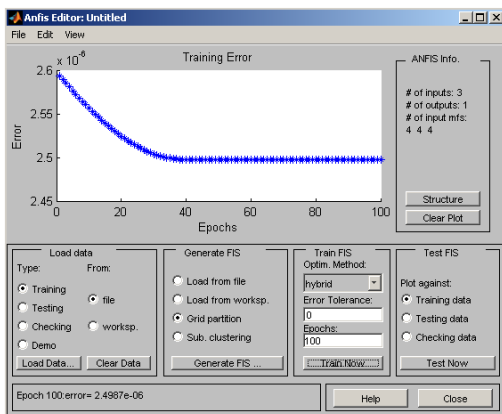 Anfis Editor: Untitled
File Edit View
x 10^-6
Training Error
2.6
2.55
2.5
2.45
Error
0 20 40 60 80 100
Epochs
ANFIS Info.
# of inputs: 3
# of outputs: 1
# of input mfs:
4 4 4
Structure
Clear Plot
Load data
Type: From:
Training
Testing
Checking
Demo
file
worksp.
Load Data... Clear Data
Generate FIS
Load from file
Load from worksp.
Grid partition
Sub. clustering
Generate FIS ...
Train FIS
Optim. Method:
hybrid
Error Tolerance:
0
Epochs:
100
Train Now
Test FIS
Plot against:
Training data
Testing data
Checking data
Test Now
Epoch 100:error= 2.4987e-06
Help Close